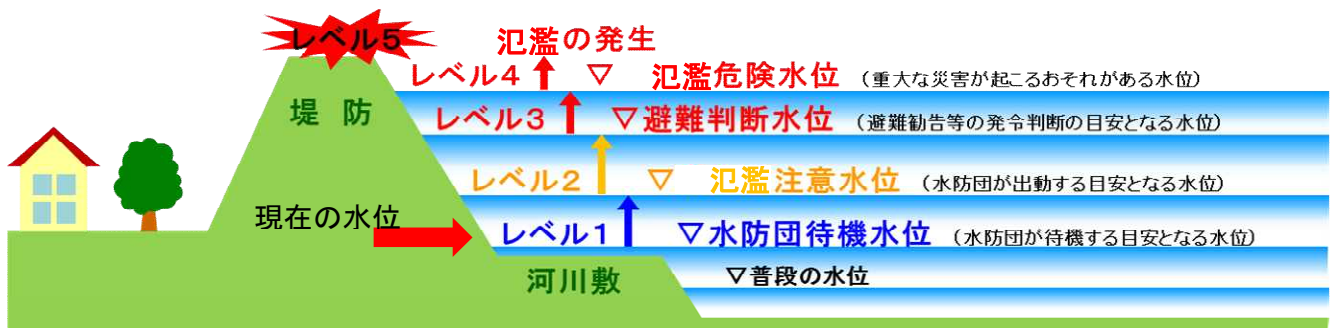 レベル5 氾濫の発生
レベル4 ▽ 氾濫危険水位 (重大な災害が起こるおそれがある水位)
堤 防 レベル3 ▽避難判断水位 (避難勧告等の発令判断の目安となる水位)
レベル2 ▽ 氾濫注意水位 (水防団が出動する目安となる水位)
現在の水位 レベル1 ▽水防団待機水位 (水防団が待機する目安となる水位)
河川敷 ▽普段の水位